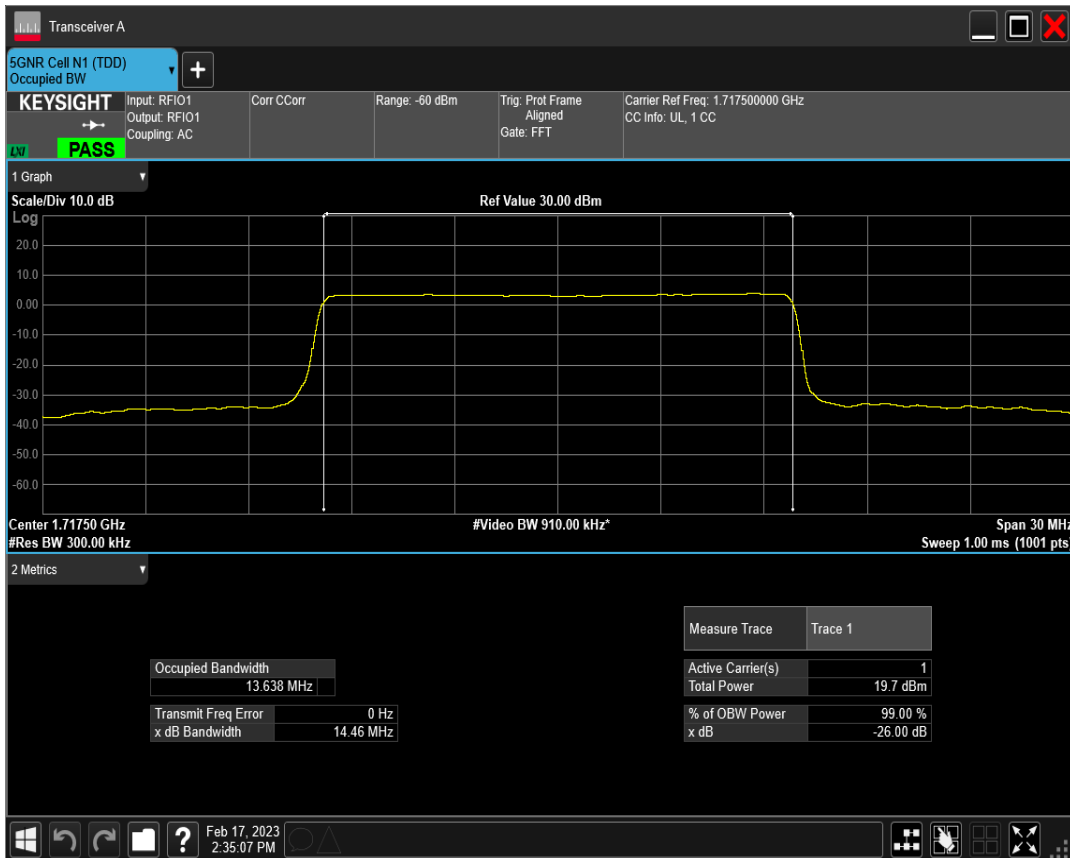 Transceiver A
5GNR Cell N1 (TDD)
Occupied BW
+
KEYSIGHT
LXI
PASS
Input: RFIO1
Output: RFIO1
Coupling: AC
Corr CCorr
Range: -60 dBm
Trig: Prot Frame
Aligned
Gate: FFT
Carrier Ref Freq: 1.717500000 GHz
CC Info: UL, 1 CC
1 Graph
Scale/Div 10.0 dB
Ref Value 30.00 dBm
Log
20.0
10.0
0.00
-10.0
-20.0
-30.0
-40.0
-50.0
-60.0
Center 1.71750 GHz
#Video BW 910.00 kHz*
Span 30 MHz
#Res BW 300.00 kHz
Sweep 1.00 ms (1001 pts)
2 Metrics
Measure Trace Trace 1
Occupied Bandwidth
13.638 MHz
Active Carrier(s) 1
Total Power 19.7 dBm
Transmit Freq Error 0 Hz
x dB Bandwidth 14.46 MHz
% of OBW Power 99.00 %
x dB -26.00 dB
?
Feb 17, 2023
2:35:07 PM